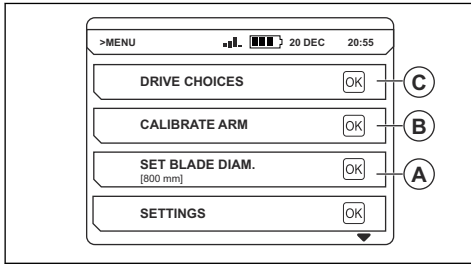 >MENU 20 DEC 20:55
DRIVE CHOICES OK C
CALIBRATE ARM OK B
SET BLADE DIAM. OK A
[800 mm]
SETTINGS OK